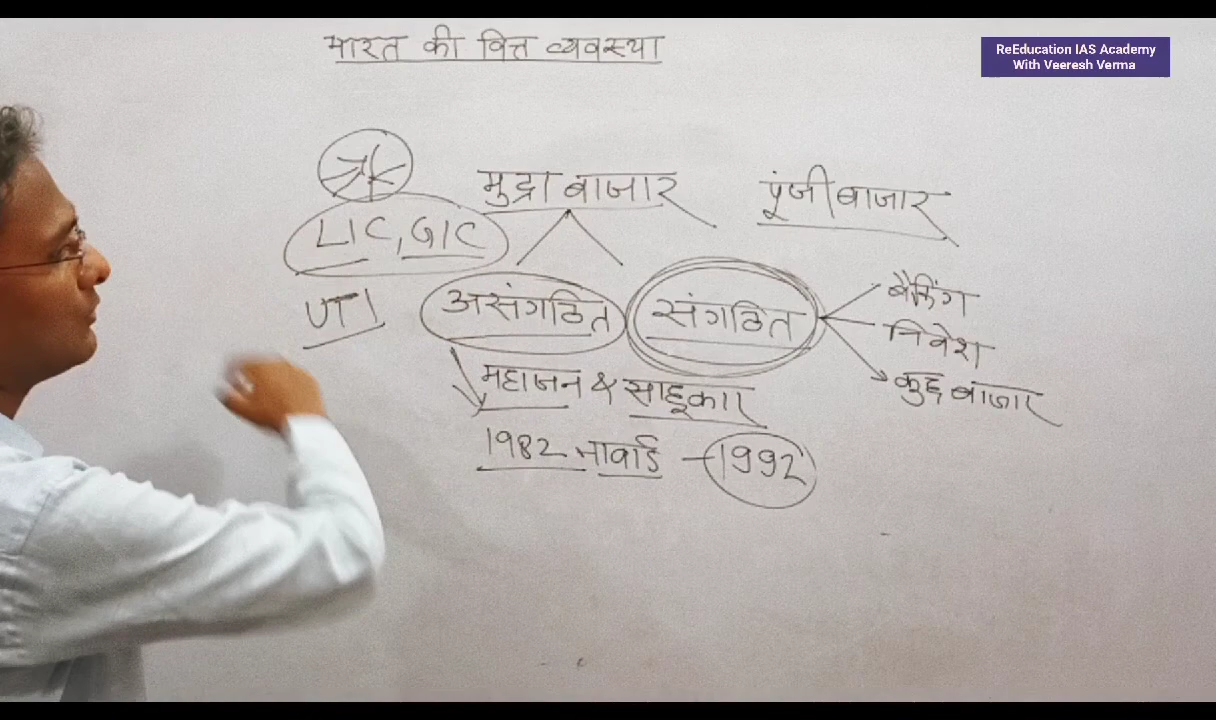 भारत की वित्त व्यवस्था
ReEducation IAS Academy
With Veeresh Verma
मुद्रा बाजार
पूंजी बाजार
LIC, GIC
UTI
असंगठित
संगठित
बैंकिंग
निवेश
बाजार
महाजन & साहूकार
1982 नाबार्ड - 1992